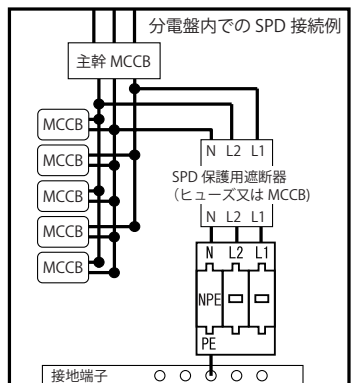 分電盤内での SPD 接続例
主幹 MCCB
MCCB
MCCB
MCCB
MCCB
MCCB
N L2 L1
SPD 保護用遮断器
（ヒューズ又は MCCB)
N L2 L1
N L2 L1
NPE
PE
接地端子